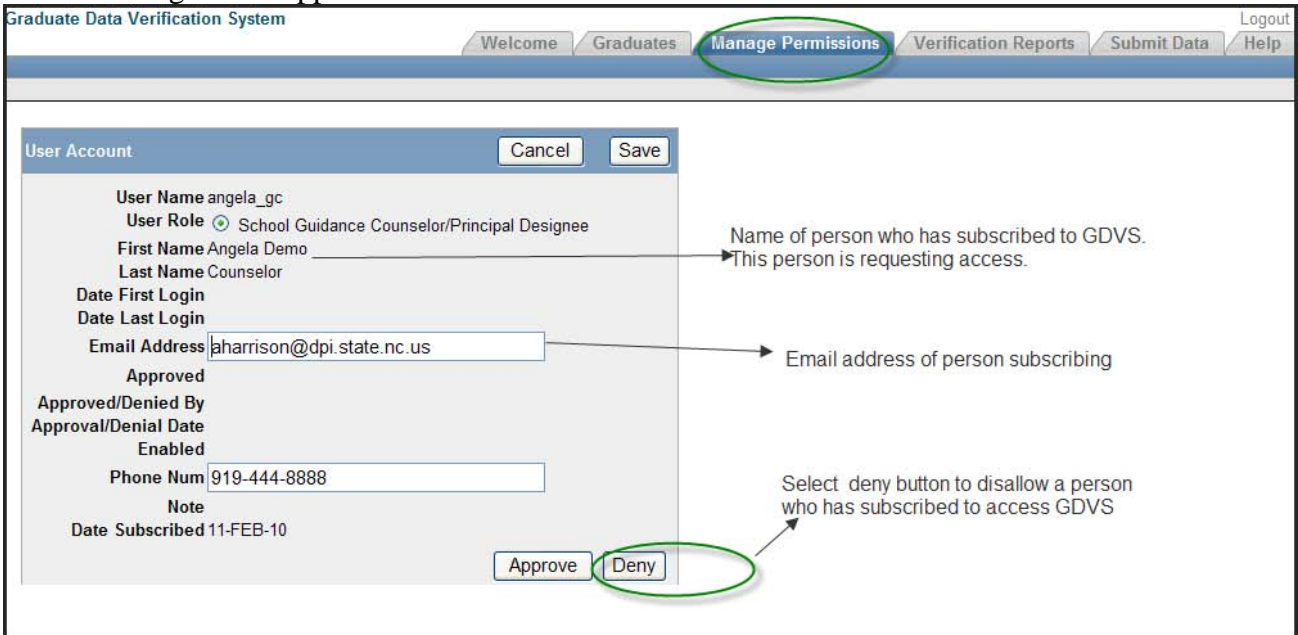 Graduate Data Verification System
Logout
Welcome Graduates Manage Permissions Verification Reports Submit Data Help
User Account Cancel Save
User Name angela_gc
User Role School Guidance Counselor/Principal Designee
First Name Angela Demo
Last Name Counselor
Date First Login
Date Last Login
Email Address aharrison@dpi.state.nc.us
Approved
Approved/Denied By
Approval/Denial Date
Enabled
Phone Num 919-444-8888
Note
Date Subscribed 11-FEB-10
Approve Deny
Name of person who has subscribed to GDVS.
This person is requesting access.
Email address of person subscribing
Select deny button to disallow a person
who has subscribed to access GDVS